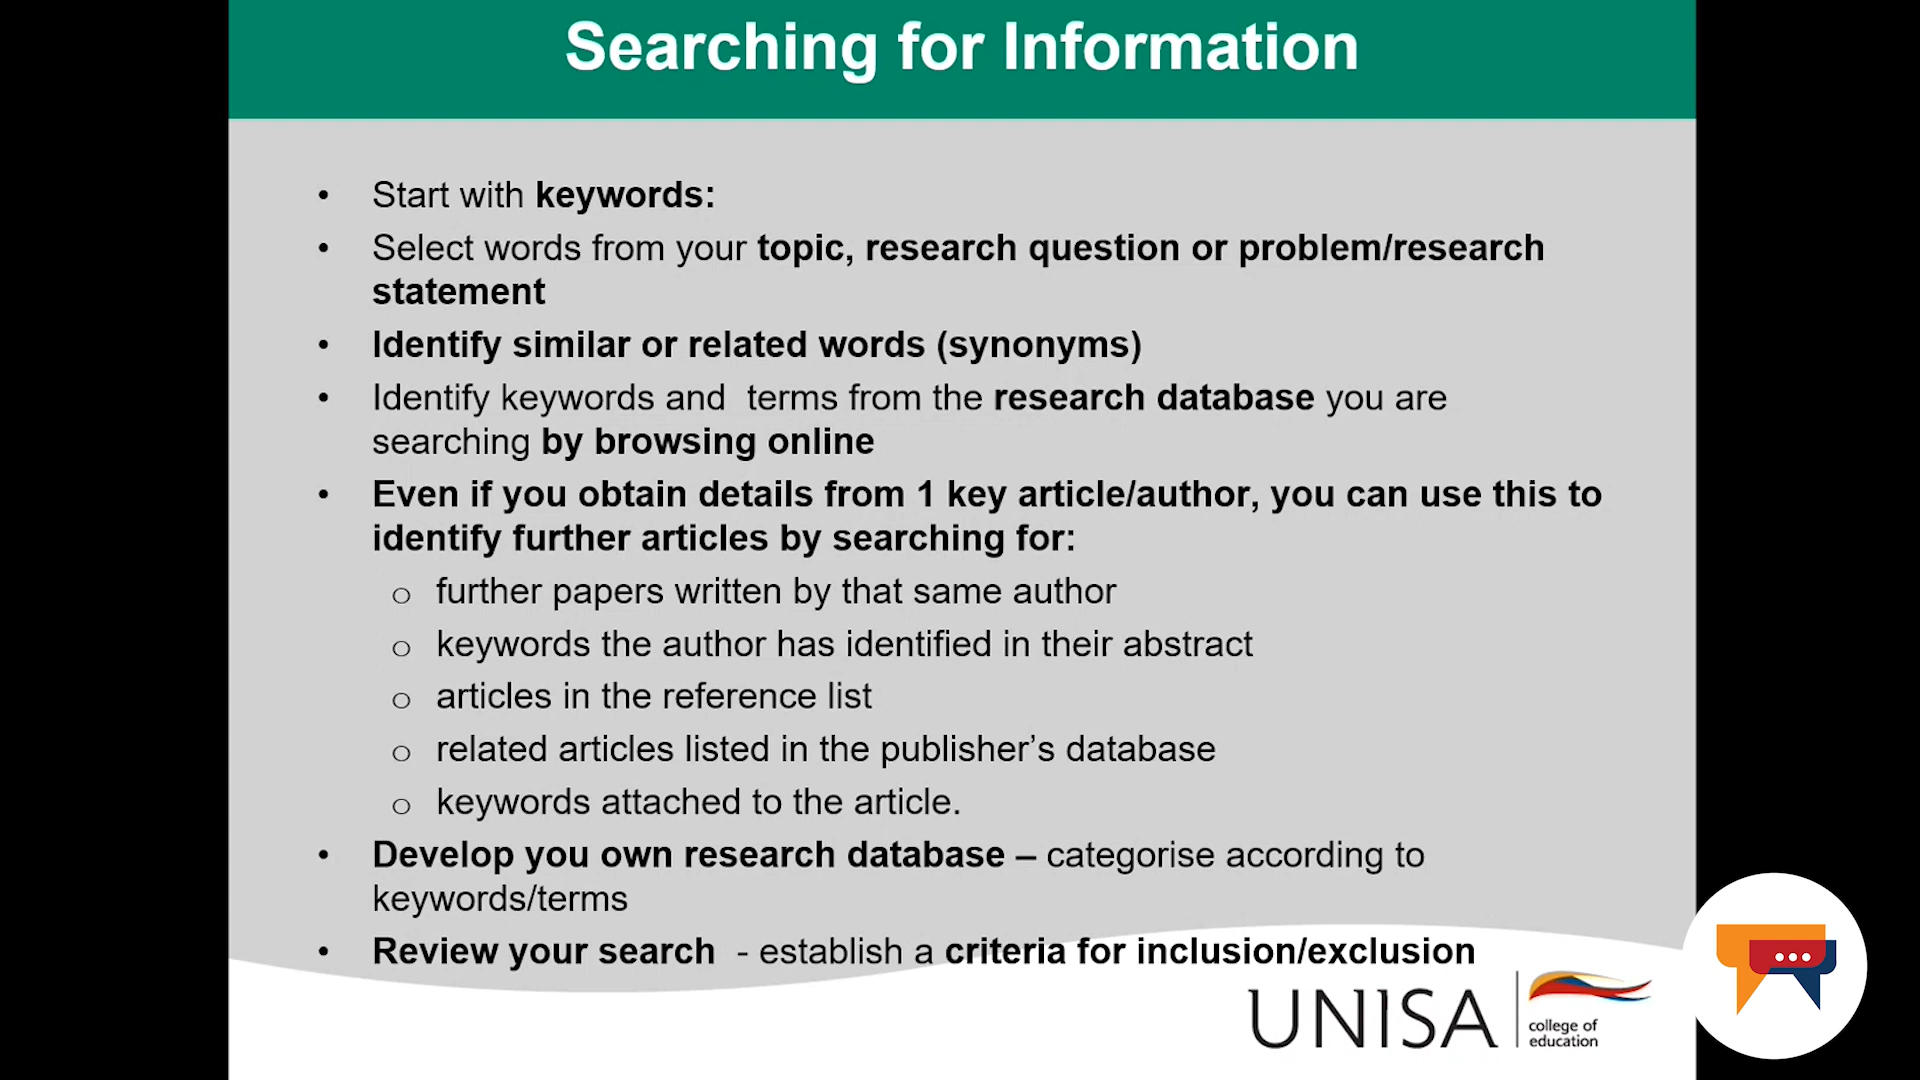 Searching for Information
• Start with keywords:
• Select words from your topic, research question or problem/research
statement
• Identify similar or related words (synonyms)
• Identify keywords and  terms from the research database you are
searching by browsing online
• Even if you obtain details from 1 key article/author, you can use this to
identify further articles by searching for:
o further papers written by that same author
o keywords the author has identified in their abstract
o articles in the reference list
o related articles listed in the publisher’s database
o keywords attached to the article.
• Develop you own research database – categorise according to
keywords/terms
• Review your search  - establish a criteria for inclusion/exclusion
UNISA
college of
education